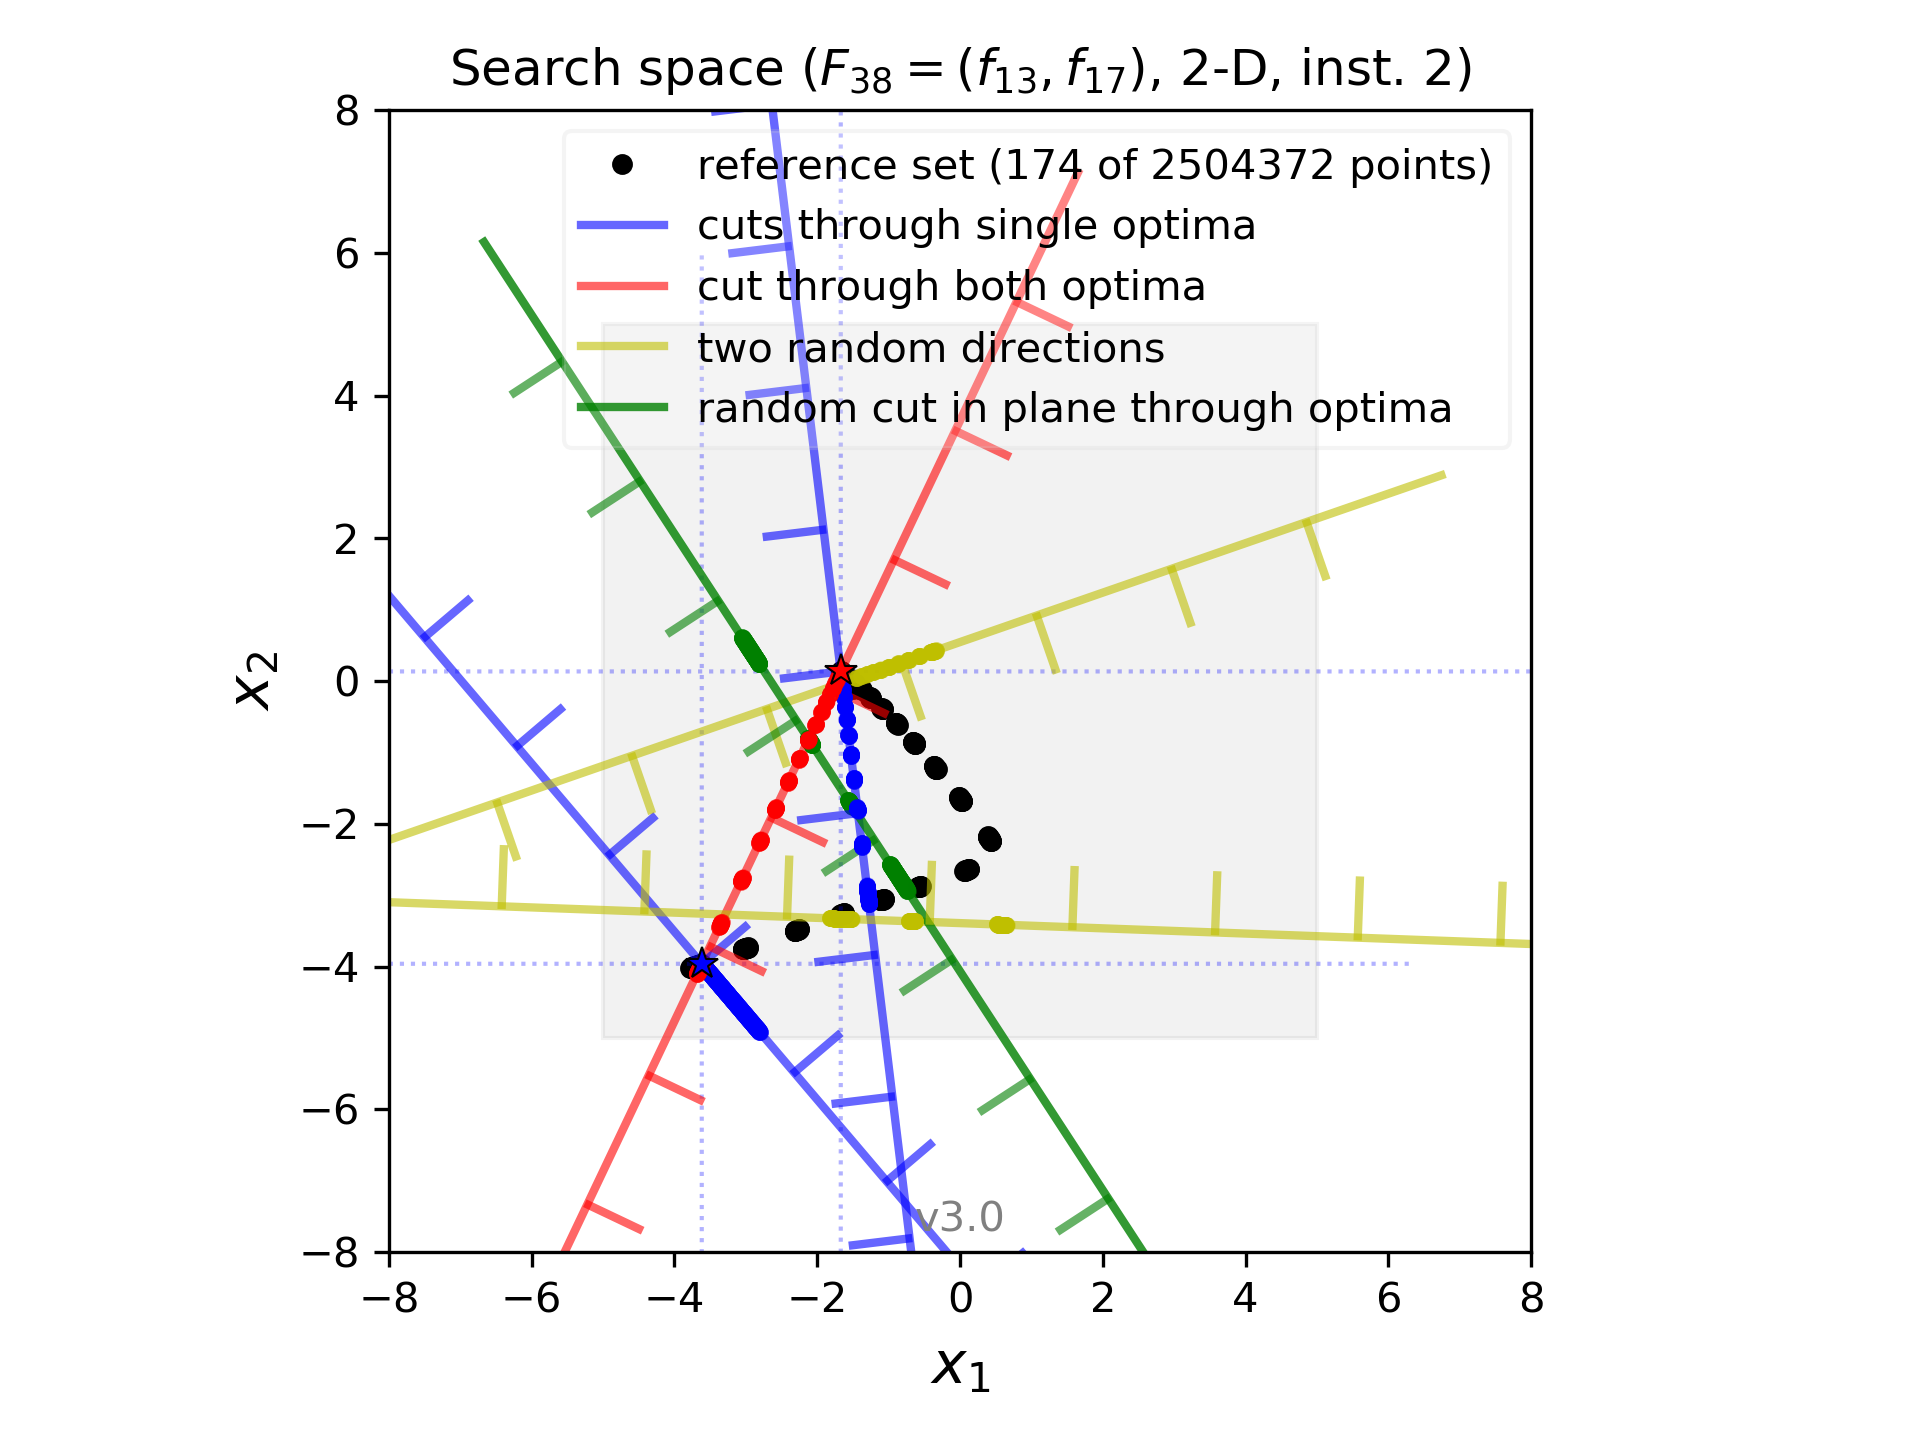 Search space (F₃₈ = (f₁₃, f₁₇), 2-D, inst. 2)
reference set (174 of 2504372 points)
cuts through single optima
cut through both optima
two random directions
random cut in plane through optima
8
6
4
2
0
−2
−4
−6
−8
x₂
v3.0
−8 −6 −4 −2 0 2 4 6 8
x₁